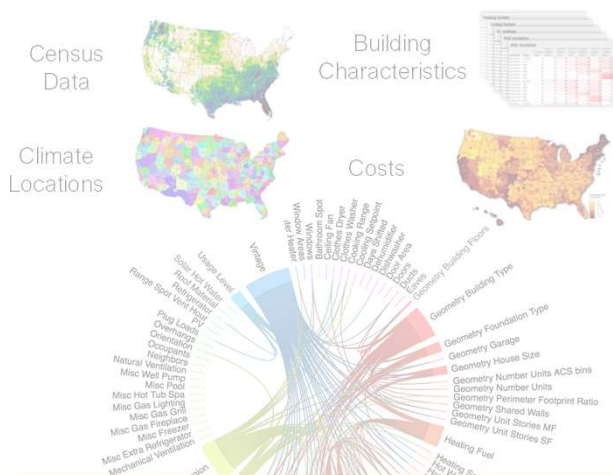 Census
Data
Building
Characteristics
Climate
Locations
Costs
Water Heater
Window Areas
Windows
Bathroom Spot
Ceiling Fan
Clothes Dryer
Clothes Washer
Cooking Range
Cooling Setpoint
Days Shifted
Dehumidifier
Dishwasher
Door Area
Doors
Ducts
Eaves
Geometry Building Floors
Geometry Building Type
Geometry Foundation Type
Geometry Garage
Geometry House Size
Geometry Number Units ACS bins
Geometry Number Units
Geometry Perimeter Footprint Ratio
Geometry Shared Walls
Geometry Unit Stories MF
Geometry Unit Stories SF
Heating Fuel
Vintage
Usage Level
Solar Hot Water
Roof Material
Refrigerator
Range Spot Vent Hour
PV
Plug Loads
Overhangs
Orientation
Occupants
Neighbors
Natural Ventilation
Misc Well Pump
Misc Pool
Misc Hot Tub Spa
Misc Gas Lighting
Misc Gas Grill
Misc Gas Fireplace
Misc Freezer
Misc Extra Refrigerator
Mechanical Ventilation